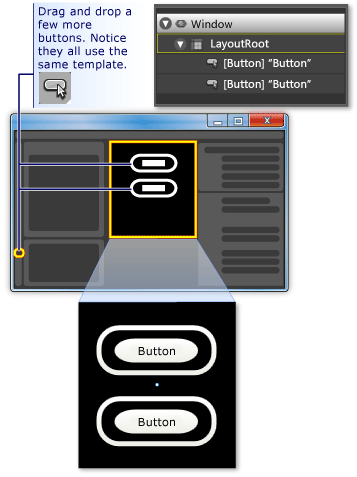 Drag and drop a
few more
buttons. Notice
they all use the
same template.
Window
LayoutRoot
[Button] “Button”
[Button] “Button”
X
Button
Button